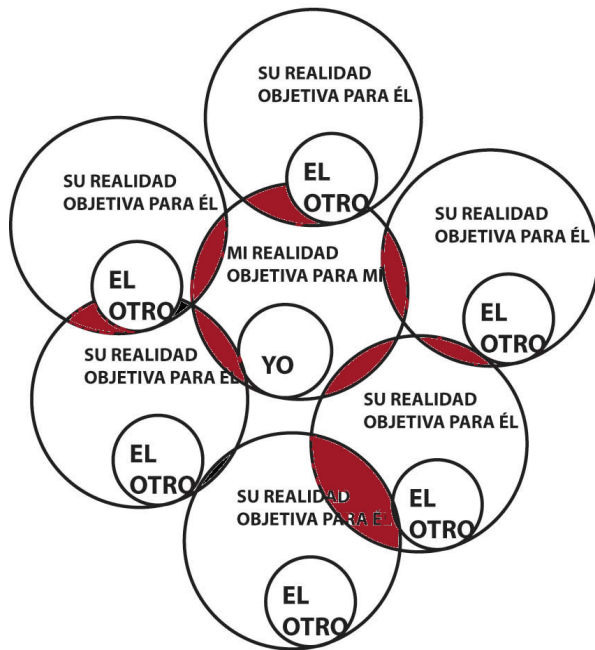 SU REALIDAD
OBJETIVA PARA ÉL
EL
OTRO
SU REALIDAD
OBJETIVA PARA ÉL
EL
OTRO
MI REALIDAD
OBJETIVA PARA MÍ
YO
SU REALIDAD
OBJETIVA PARA ÉL
EL
OTRO
SU REALIDAD
OBJETIVA PARA ÉL
EL
OTRO
SU REALIDAD
OBJETIVA PARA ÉL
EL
OTRO
SU REALIDAD
OBJETIVA PARA ÉL
EL
OTRO